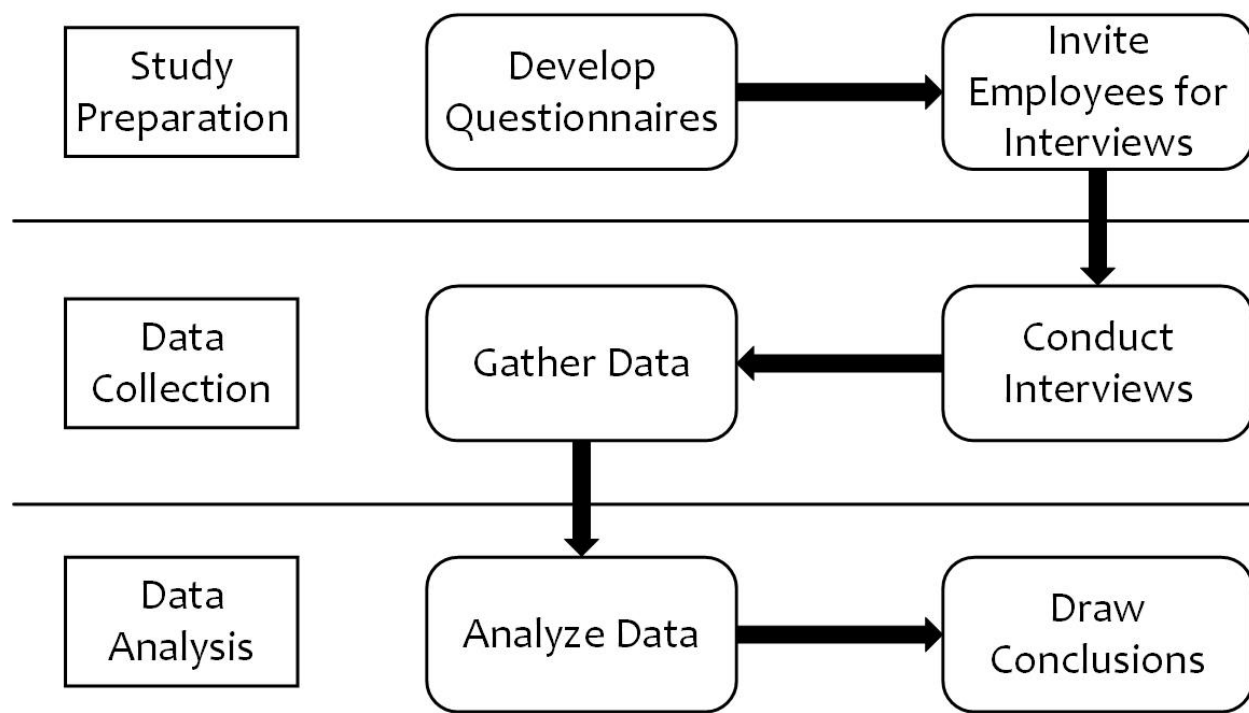 Study
Preparation
Develop
Questionnaires
Invite
Employees for
Interviews
Data
Collection
Gather Data
Conduct
Interviews
Data
Analysis
Analyze Data
Draw
Conclusions